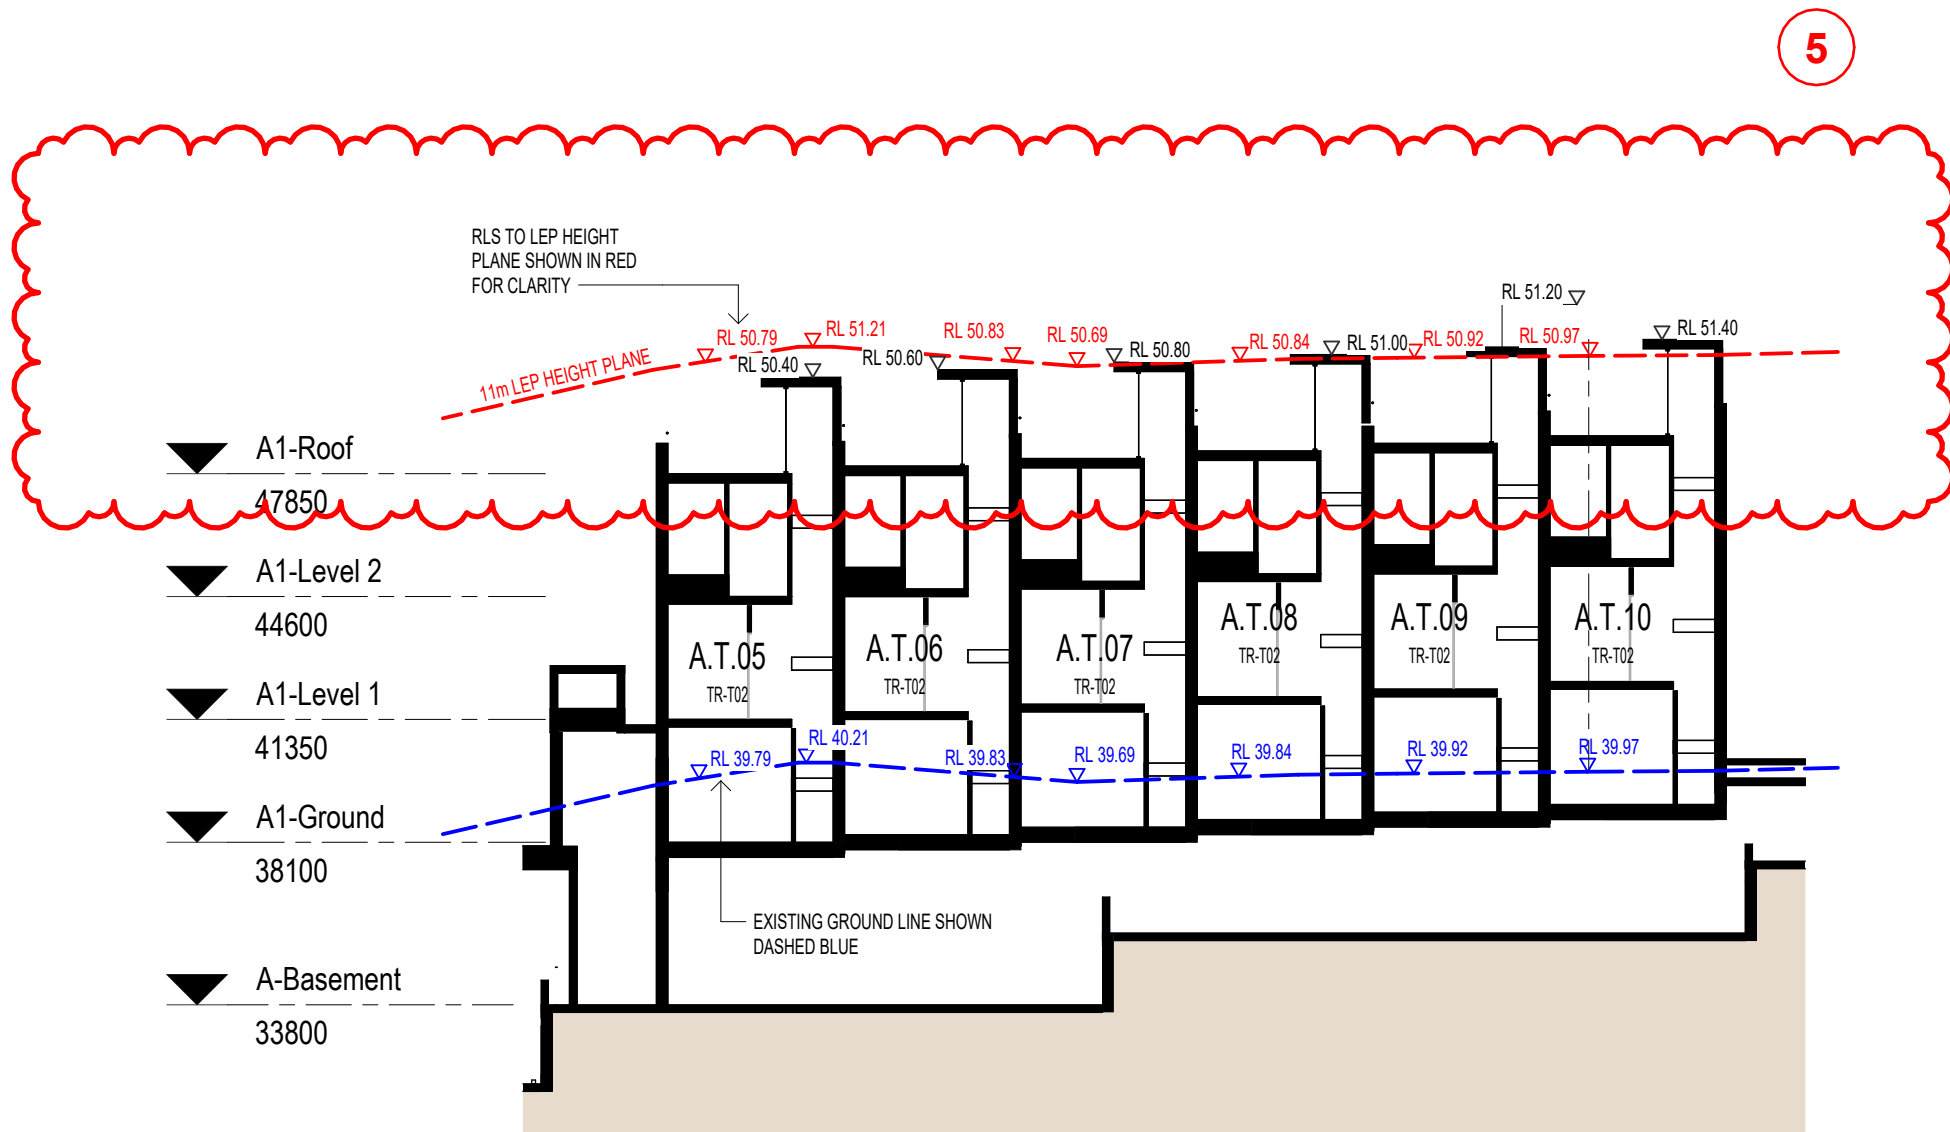 5
RLS TO LEP HEIGHT
PLANE SHOWN IN RED
FOR CLARITY
RL 51.20
RL 50.79
RL 51.21
RL 50.83
RL 50.69
RL 50.84
RL 51.00
RL 50.92
RL 50.97
RL 51.40
11m LEP HEIGHT PLANE
RL 50.40
RL 50.60
RL 50.80
A1-Roof
47850
A1-Level 2
44600
A.T.05
TR-T02
A.T.06
TR-T02
A.T.07
TR-T02
A.T.08
TR-T02
A.T.09
TR-T02
A.T.10
TR-T02
A1-Level 1
41350
RL 39.79
RL 40.21
RL 39.83
RL 39.69
RL 39.84
RL 39.92
RL 39.97
A1-Ground
38100
EXISTING GROUND LINE SHOWN
DASHED BLUE
A-Basement
33800